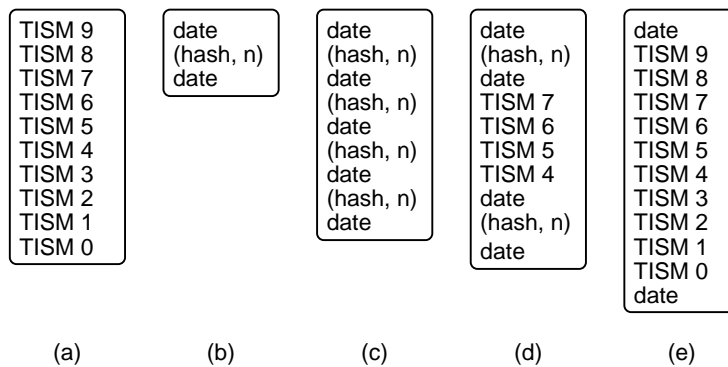 TISM 9
TISM 8
TISM 7
TISM 6
TISM 5
TISM 4
TISM 3
TISM 2
TISM 1
TISM 0
(a)
date
(hash, n)
date
(b)
date
(hash, n)
date
(hash, n)
date
(hash, n)
date
(hash, n)
date
(c)
date
(hash, n)
date
TISM 7
TISM 6
TISM 5
TISM 4
date
(hash, n)
date
(d)
date
TISM 9
TISM 8
TISM 7
TISM 6
TISM 5
TISM 4
TISM 3
TISM 2
TISM 1
TISM 0
date
(e)